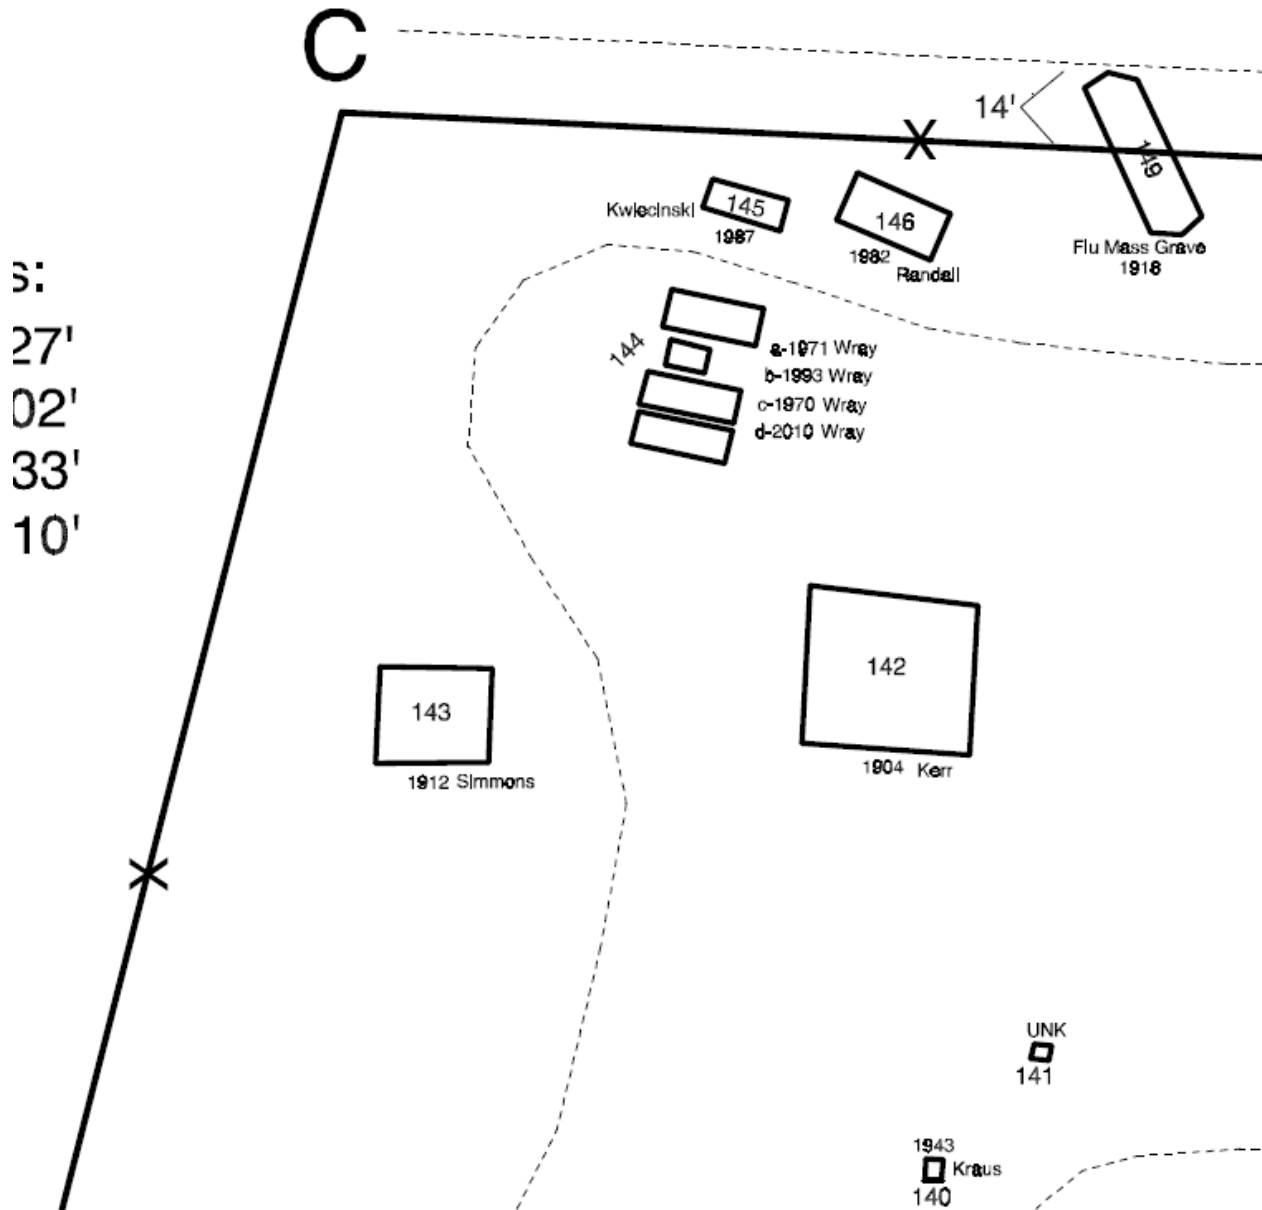 C
14'
149
Flu Mass Grave
1918
Kwiecinski
145
1987
146
1982
Randall
s:
27'
02'
33'
10'
144
a-1971 Wray
b-1993 Wray
c-1970 Wray
d-2010 Wray
142
1904 Kerr
143
1912 Simmons
UNK
141
1943
Kraus
140